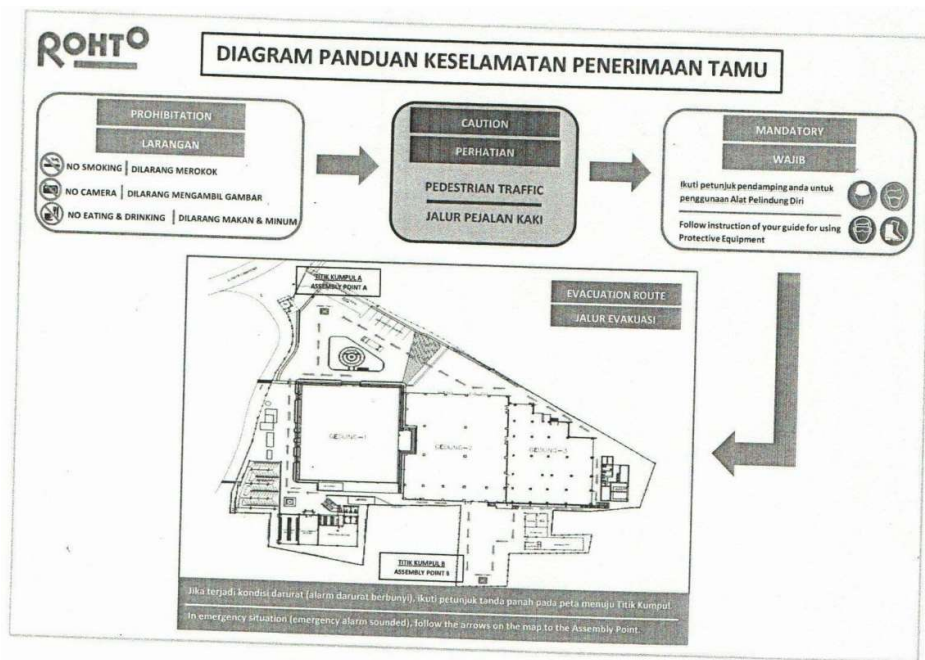 ROHTO
DIAGRAM PANDUAN KESELAMATAN PENERIMAAN TAMU
PROHIBITATION
LARANGAN
NO SMOKING | DILARANG MEROKOK
NO CAMERA | DILARANG MENGAMBIL GAMBAR
NO EATING & DRINKING | DILARANG MAKAN & MINUM
CAUTION
PERHATIAN
PEDESTRIAN TRAFFIC
JALUR PEJALAN KAKI
MANDATORY
WAJIB
Ikuti petunjuk pendamping anda untuk
penggunaan Alat Pelindung Diri
Follow instruction of your guide for using
Protective Equipment
TITIK KUMPUL A
ASSEMBLY POINT A
EVACUATION ROUTE
JALUR EVAKUASI
GEDUNG-1
GEDUNG-2
GEDUNG-3
TITIK KUMPUL B
ASSEMBLY POINT B
Jika terjadi kondisi darurat (alarm darurat berbunyi), ikuti petunjuk tanda panah pada peta menuju Titik Kumpul.
In emergency situation (emergency alarm sounded), follow the arrows on the map to the Assembly Point.